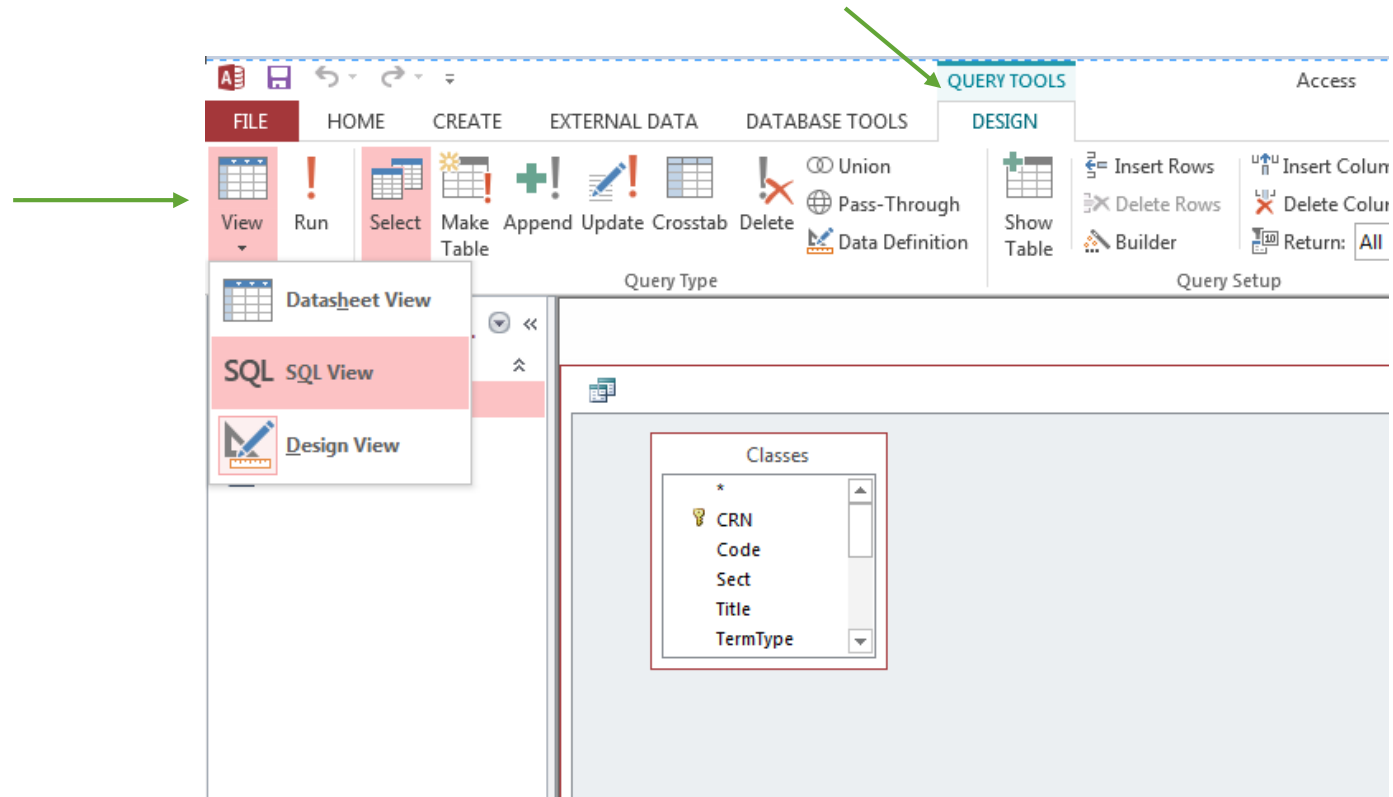 QUERY TOOLS Access
FILE HOME CREATE EXTERNAL DATA DATABASE TOOLS DESIGN
View
Run
Select
Make Table
Append
Update
Crosstab
Delete
Union
Pass-Through
Data Definition
Query Type
Show Table
Insert Rows
Delete Rows
Builder
Insert Colum
Delete Colur
Return: All
Query Setup
Datasheet View
SQL SQL View
Design View
Classes
*
CRN
Code
Sect
Title
TermType